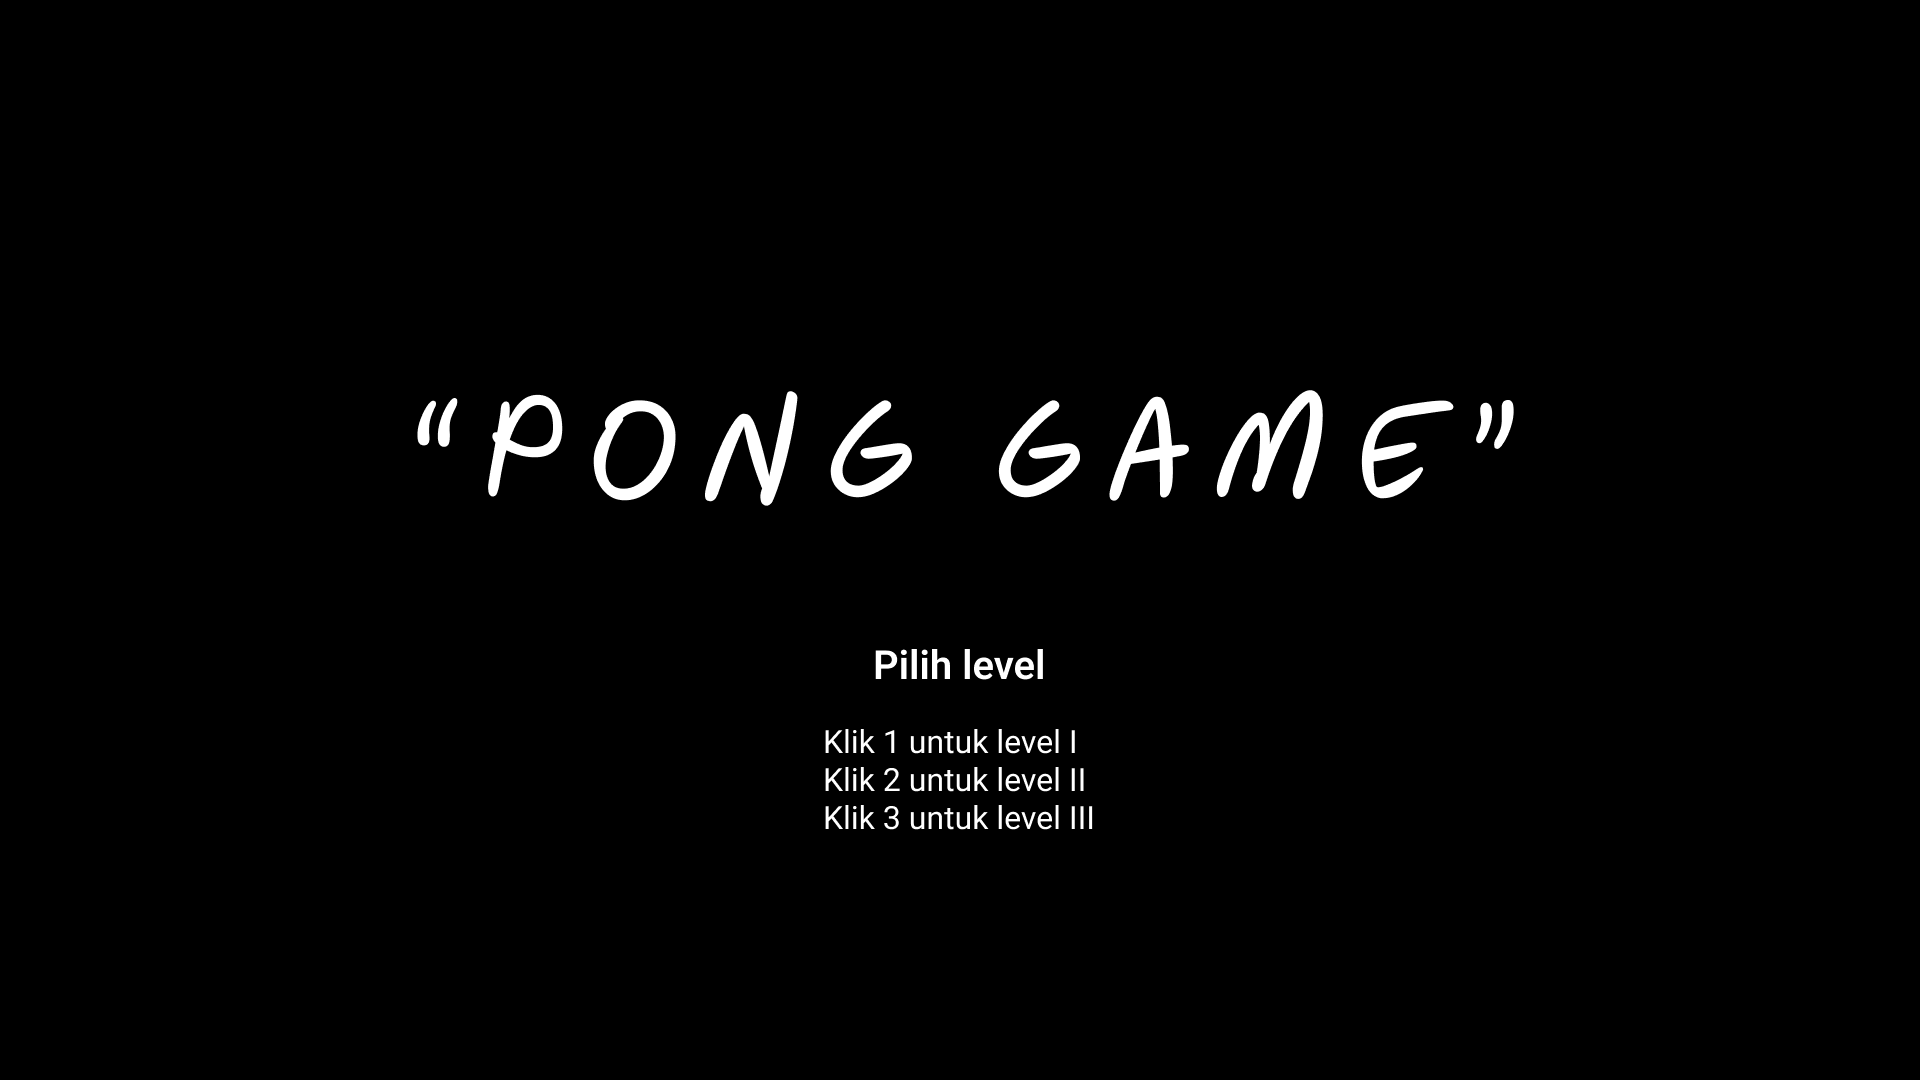 “PONG GAME”
Pilih level
Klik 1 untuk level I
Klik 2 untuk level II
Klik 3 untuk level III